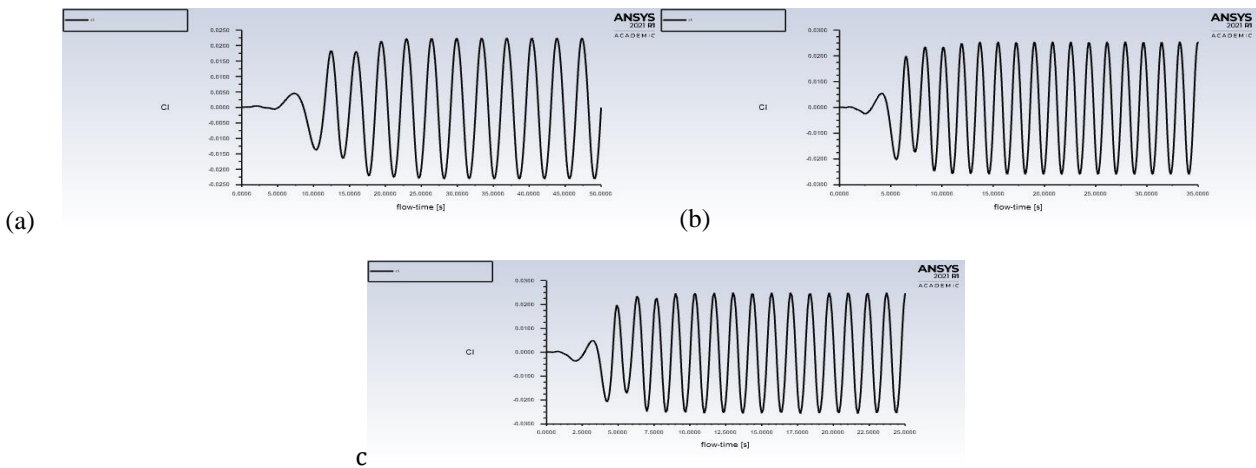 ANSYS
2021 R1
ACADEMIC
Cl
0.0250
0.0200
0.0150
0.0100
0.0050
0.0000
-0.0050
-0.0100
-0.0150
-0.0200
-0.0250
0.0000 5.0000 10.0000 15.0000 20.0000 25.0000 30.0000 35.0000 40.0000 45.0000 50.0000
flow-time [s]
(a)
ANSYS
2021 R1
ACADEMIC
Cl
0.0300
0.0200
0.0100
0.0000
-0.0100
-0.0200
-0.0300
0.0000 5.0000 10.0000 15.0000 20.0000 25.0000 30.0000 35.0000
flow-time [s]
(b)
ANSYS
2021 R1
ACADEMIC
Cl
0.0300
0.0200
0.0100
0.0000
-0.0100
-0.0200
-0.0300
0.0000 2.5000 5.0000 7.5000 10.0000 12.5000 15.0000 17.5000 20.0000 22.5000 25.0000
flow-time [s]
c